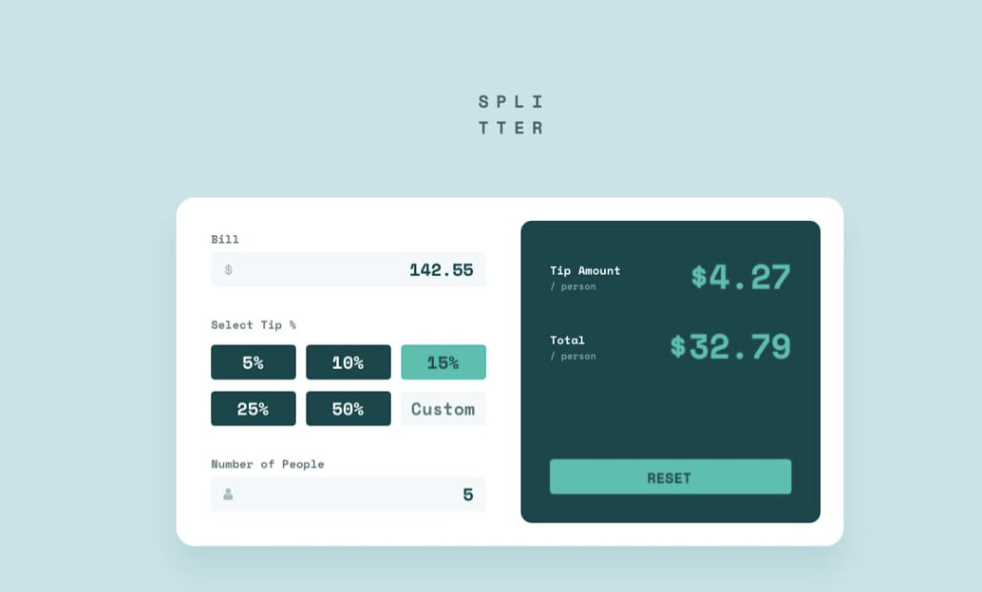 SPLI
TTER
Bill
$ 142.55
Select Tip %
5% 10% 15%
25% 50% Custom
Number of People
5
Tip Amount
/ person
$4.27
Total
/ person
$32.79
RESET